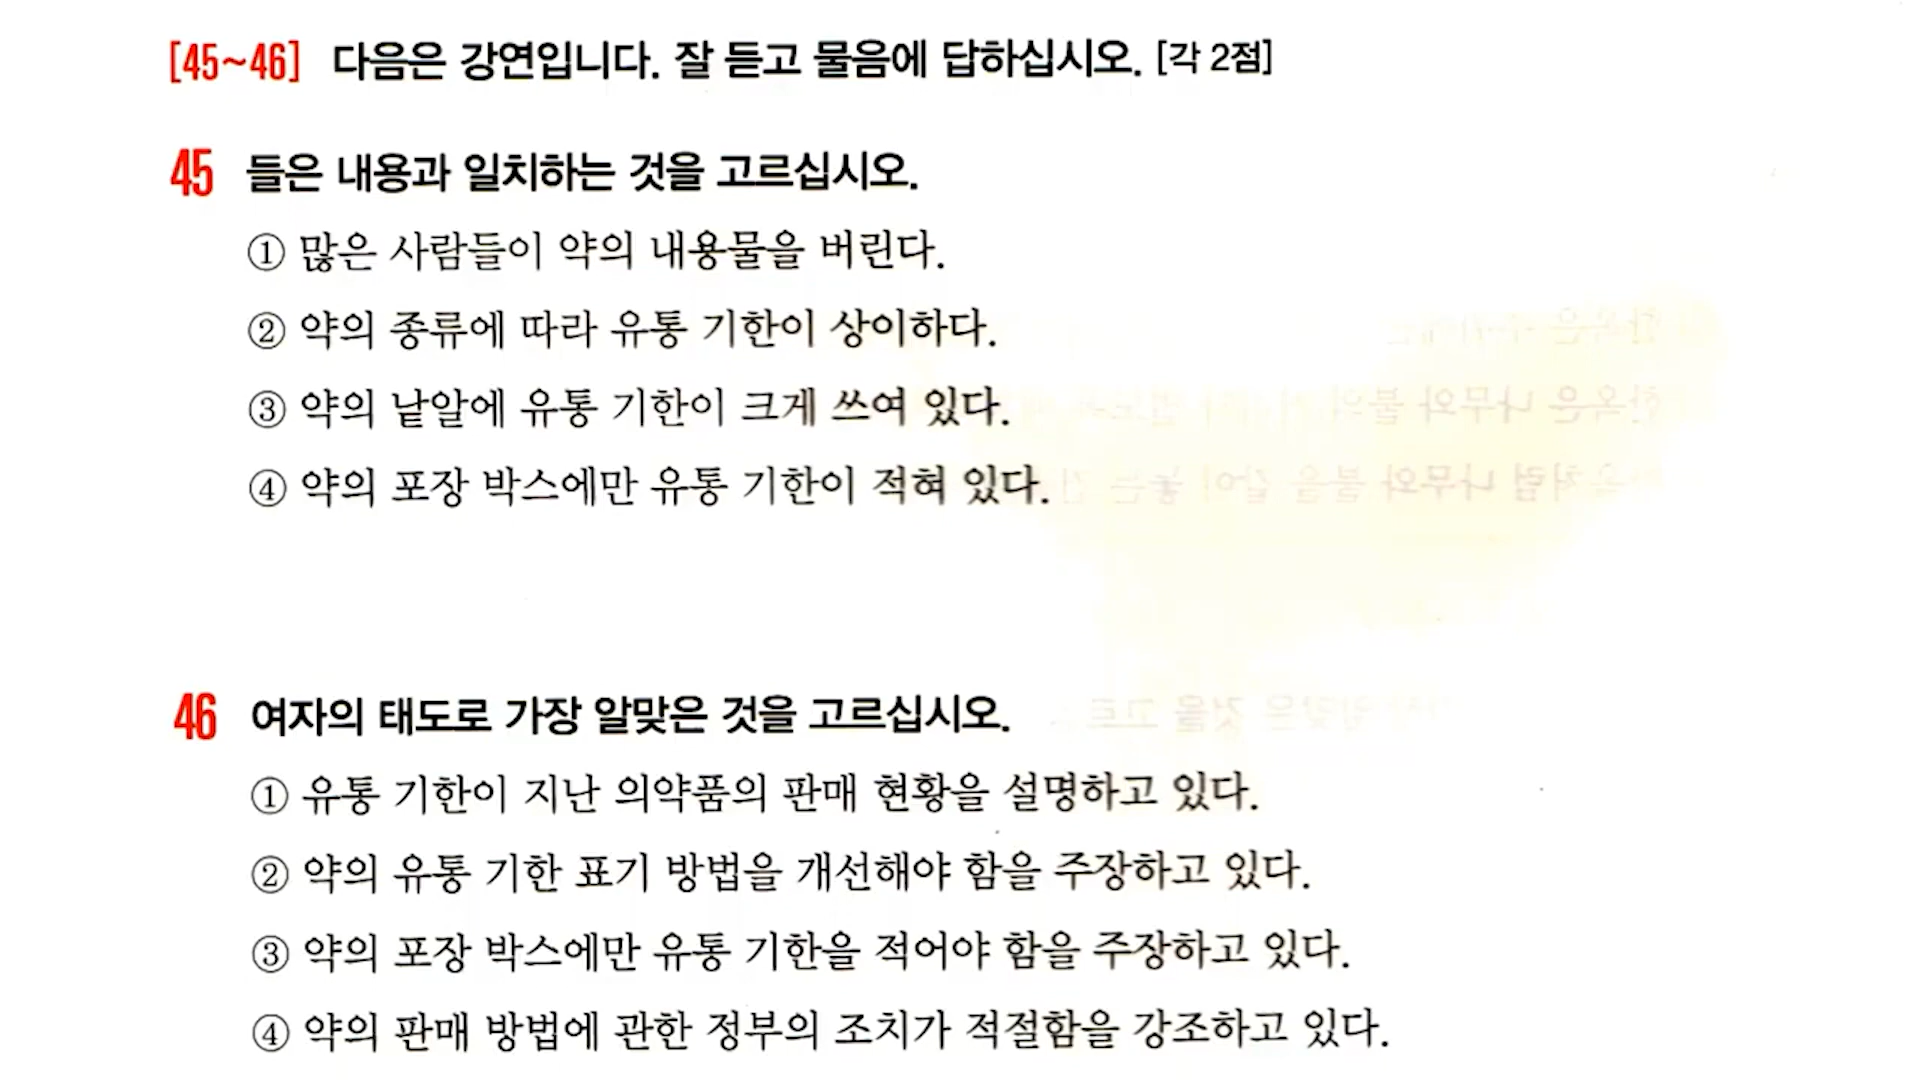 [45~46] 다음은 강연입니다. 잘 듣고 물음에 답하십시오. [각 2점]
45 들은 내용과 일치하는 것을 고르십시오.
① 많은 사람들이 약의 내용물을 버린다.
② 약의 종류에 따라 유통 기한이 상이하다.
③ 약의 낱알에 유통 기한이 크게 쓰여 있다.
④ 약의 포장 박스에만 유통 기한이 적혀 있다.
46 여자의 태도로 가장 알맞은 것을 고르십시오.
① 유통 기한이 지난 의약품의 판매 현황을 설명하고 있다.
② 약의 유통 기한 표기 방법을 개선해야 함을 주장하고 있다.
③ 약의 포장 박스에만 유통 기한을 적어야 함을 주장하고 있다.
④ 약의 판매 방법에 관한 정부의 조치가 적절함을 강조하고 있다.